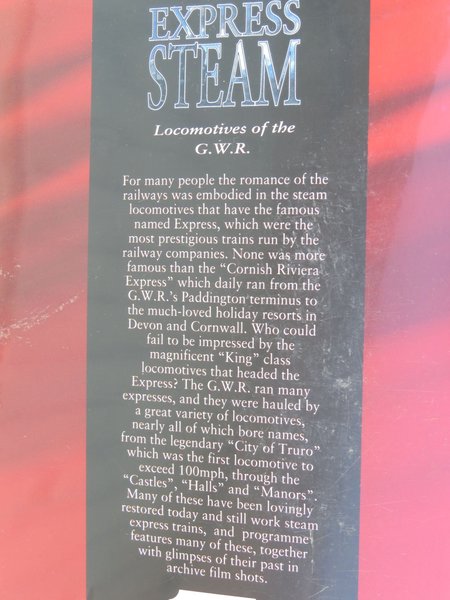 EXPRESS
STEAM
Locomotives of the
G.W.R.
For many people the romance of the
railways was embodied in the steam
locomotives that have the famous
named Express, which were the
most prestigious trains run by the
railway companies. None was more
famous than the “Cornish Riviera
Express” which daily ran from the
G.W.R.’s Paddington terminus to
the much-loved holiday resorts in
Devon and Cornwall. Who could
fail to be impressed by the
magnificent “King” class
locomotives that headed the
Express? The G.W.R. ran many
expresses, and they were hauled by
a great variety of locomotives,
nearly all of which bore names,
from the legendary “City of Truro”
which was the first locomotive to
exceed 100mph, through the
“Castles”, “Halls” and “Manors”.
Many of these have been lovingly
restored today and still work steam
express trains, and programme
features many of these, together
with glimpses of their past in
archive film shots.